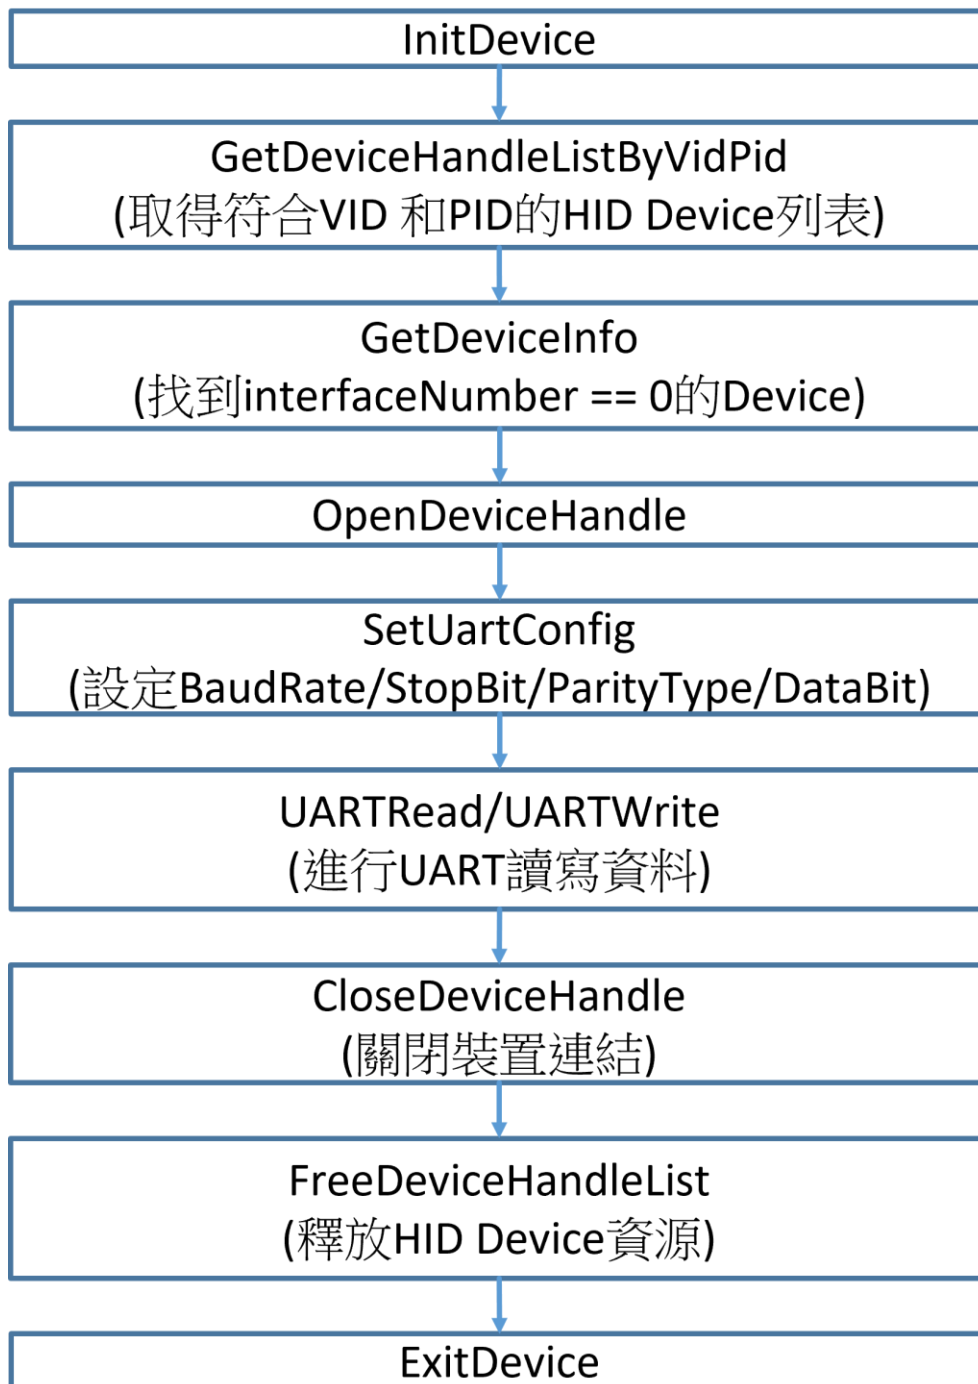 InitDevice
GetDeviceHandleListByVidPid
(取得符合VID 和PID的HID Device列表)
GetDeviceInfo
(找到interfaceNumber == 0的Device)
OpenDeviceHandle
SetUartConfig
(設定BaudRate/StopBit/ParityType/DataBit)
UARTRead/UARTWrite
(進行UART讀寫資料)
CloseDeviceHandle
(關閉裝置連結)
FreeDeviceHandleList
(釋放HID Device資源)
ExitDevice